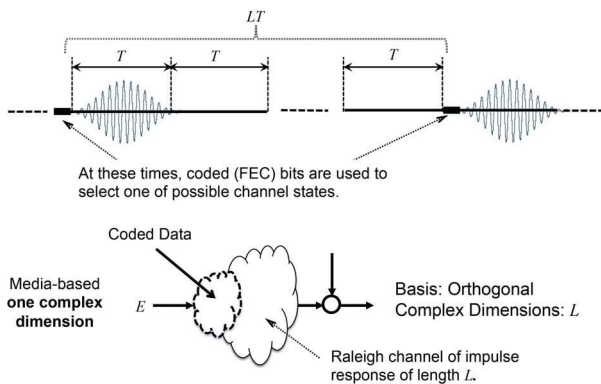 LT
T
T
T
At these times, coded (FEC) bits are used to
select one of possible channel states.
Coded Data
Media-based
one complex
dimension
E
Basis: Orthogonal
Complex Dimensions: L
Raleigh channel of impulse
response of length L.